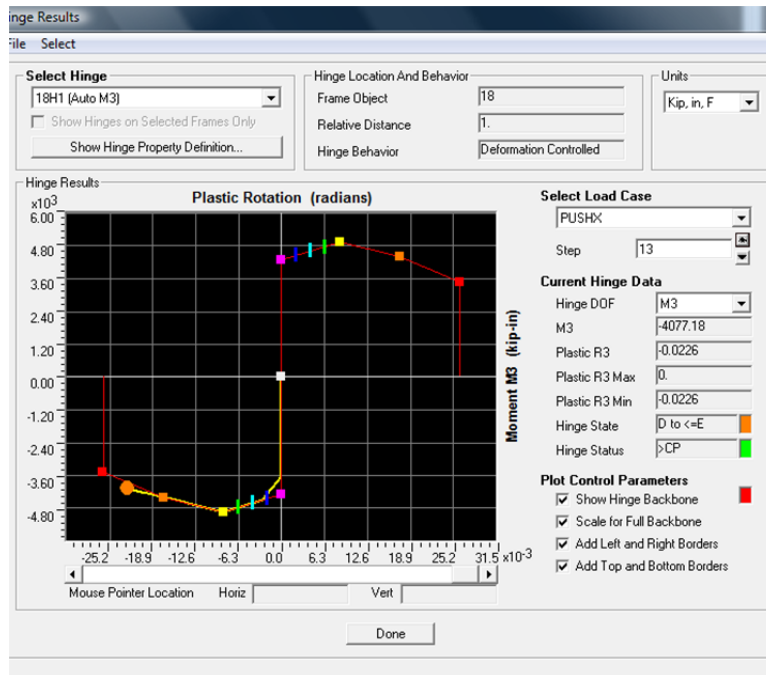 inge Results
File Select
Select Hinge
18H1 (Auto M3)
Show Hinges on Selected Frames Only
Show Hinge Property Definition...
Hinge Location And Behavior
Frame Object 18
Relative Distance 1.
Hinge Behavior Deformation Controlled
Units
Kip, in, F
Hinge Results
x10³
Plastic Rotation (radians)
6.00
4.80
3.60
2.40
1.20
0.00
-1.20
-2.40
-3.60
-4.80
Moment M3 (kip-in)
-25.2 -18.9 -12.6 -6.3 0.0 6.3 12.6 18.9 25.2 31.5 x10⁻³
Mouse Pointer Location Horiz Vert
Select Load Case
PUSHX
Step 13
Current Hinge Data
Hinge DOF M3
M3 -4077.18
Plastic R3 -0.0226
Plastic R3 Max 0.
Plastic R3 Min -0.0226
Hinge State D to <=E
Hinge Status >CP
Plot Control Parameters
Show Hinge Backbone
Scale for Full Backbone
Add Left and Right Borders
Add Top and Bottom Borders
Done